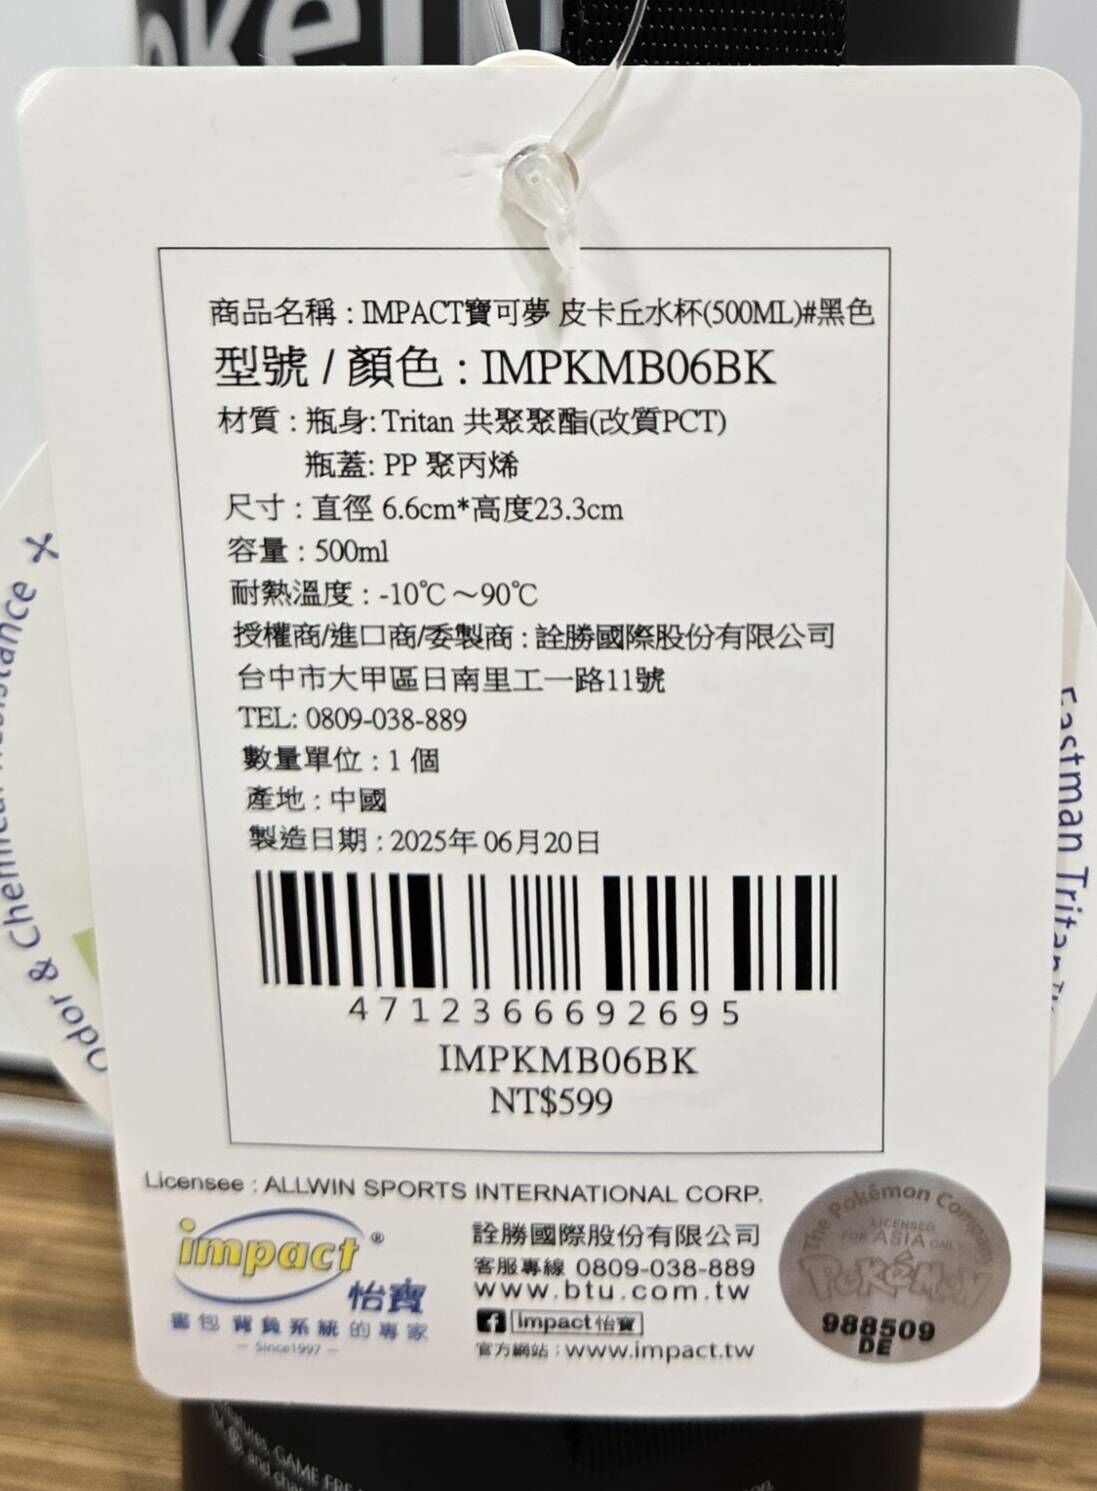 商品名稱 : IMPACT寶可夢 皮卡丘水杯(500ML)#黑色
型號 / 顏色 : IMPKMB06BK
材質 : 瓶身: Tritan 共聚聚酯(改質PCT)
瓶蓋: PP 聚丙烯
尺寸 : 直徑 6.6cm*高度23.3cm
容量 : 500ml
耐熱溫度 : -10℃～90℃
授權商/進口商/委製商 : 詮勝國際股份有限公司
台中市大甲區日南里工一路11號
TEL: 0809-038-889
數量單位 : 1 個
產地 : 中國
製造日期 : 2025年 06月20日
4712366692695
IMPKMB06BK
NT$599
Licensee : ALLWIN SPORTS INTERNATIONAL CORP.
impact®
怡寶
書包 背負系統的專家
— Since1997 —
詮勝國際股份有限公司
客服專線 0809-038-889
www.btu.com.tw
f impact怡寶
官方網站 : www.impact.tw
The Pokémon Company
LICENSED
FOR ASIA ONLY
POKéMON
988509
DE
Odor & Chemical Resistance +
Eastman Tritan
GAME